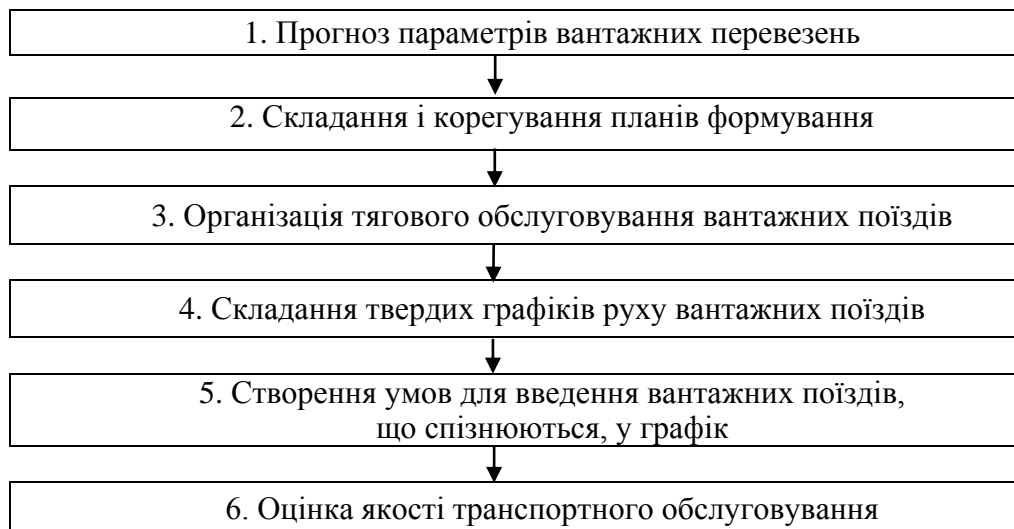 1. Прогноз параметрів вантажних перевезень
2. Складання і корегування планів формування
3. Організація тягового обслуговування вантажних поїздів
4. Складання твердих графіків руху вантажних поїздів
5. Створення умов для введення вантажних поїздів,
що спізнюються, у графік
6. Оцінка якості транспортного обслуговування